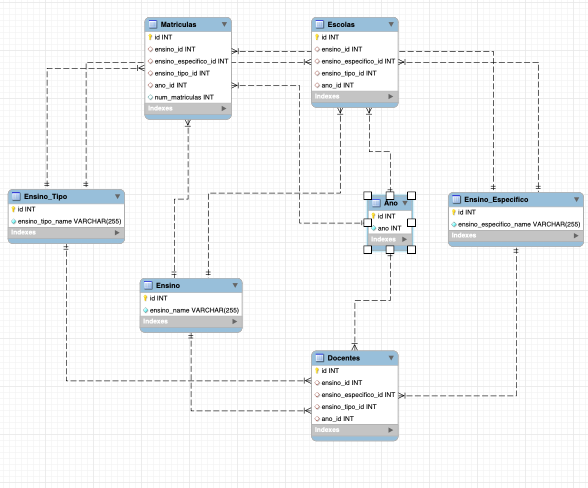 Matriculas
id INT
ensino_id INT
ensino_especifico_id INT
ensino_tipo_id INT
ano_id INT
num_matriculas INT
Indexes
Escolas
id INT
ensino_id INT
ensino_especifico_id INT
ensino_tipo_id INT
ano_id INT
Indexes
Ensino_Tipo
id INT
ensino_tipo_name VARCHAR(255)
Indexes
Ano
id INT
ano INT
Indexes
Ensino_Especifico
id INT
ensino_especifico_name VARCHAR(255)
Indexes
Ensino
id INT
ensino_name VARCHAR(255)
Indexes
Docentes
id INT
ensino_id INT
ensino_especifico_id INT
ensino_tipo_id INT
ano_id INT
Indexes